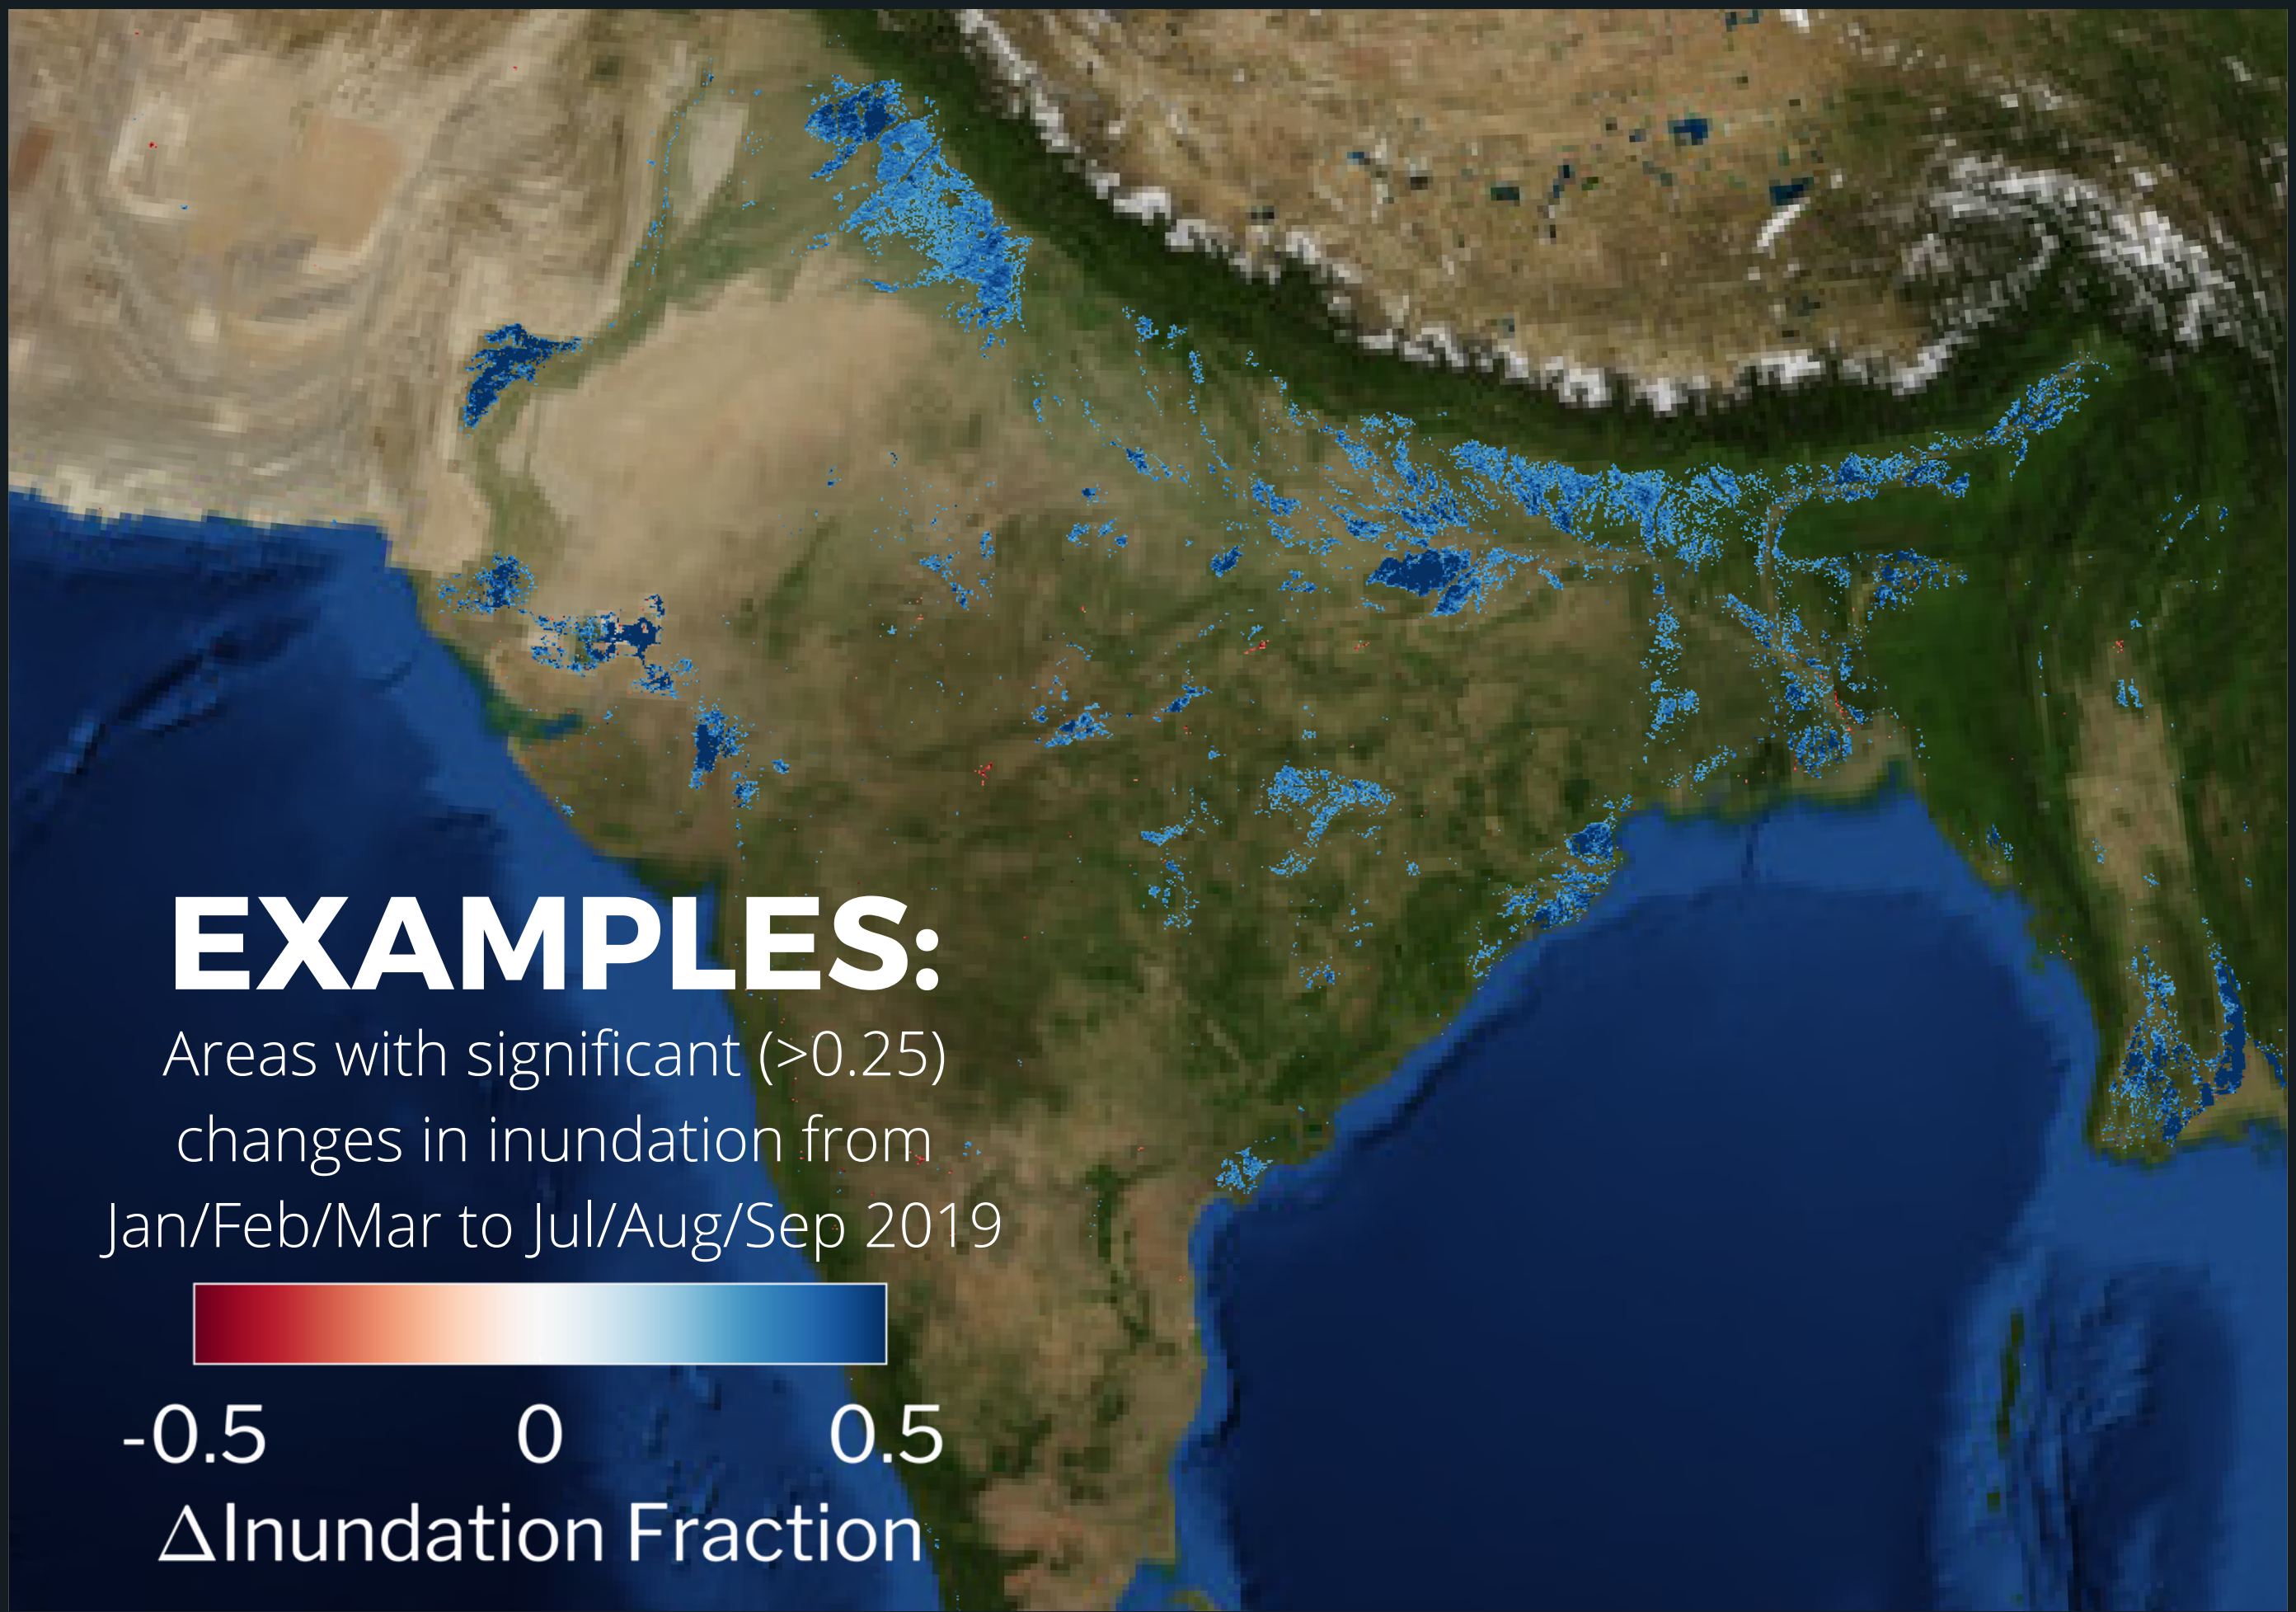 EXAMPLES:
Areas with significant (>0.25)
changes in inundation from
Jan/Feb/Mar to Jul/Aug/Sep 2019
-0.5 0 0.5
ΔInundation Fraction